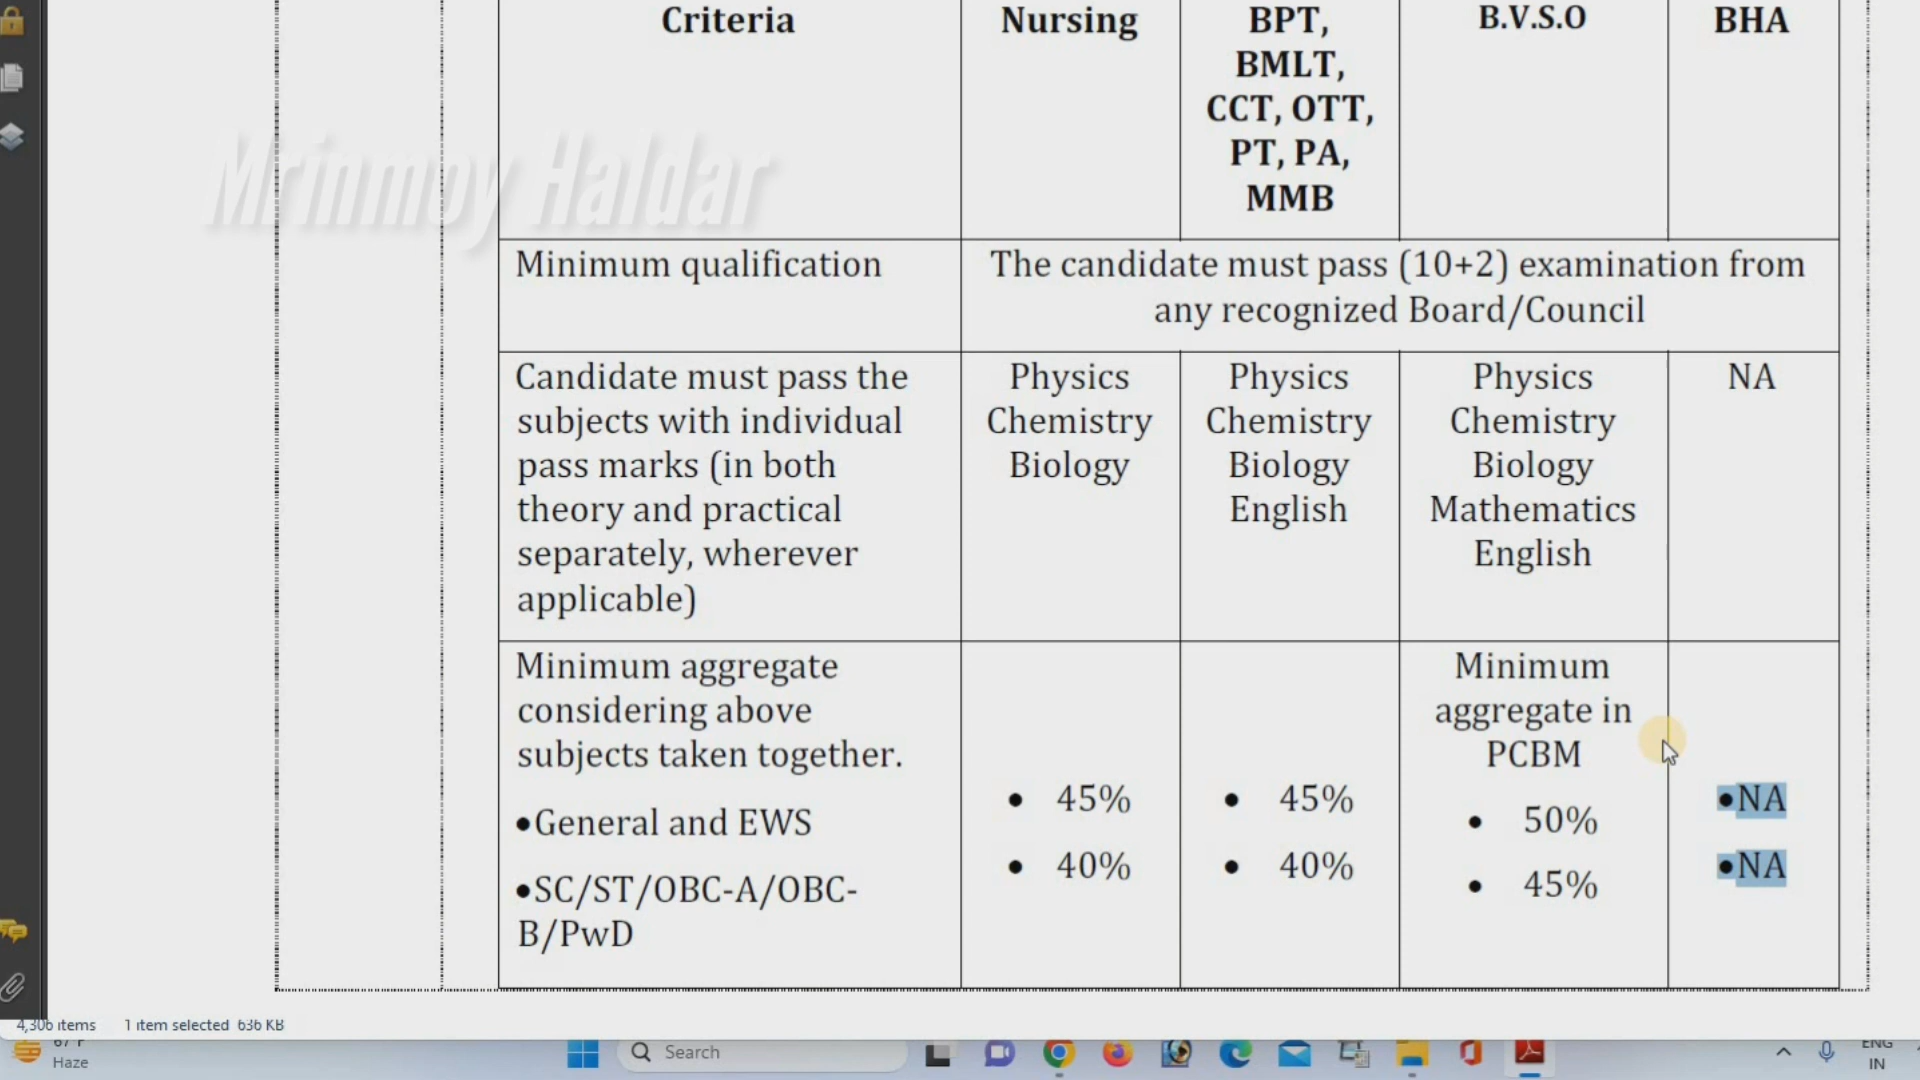 Criteria
Nursing
BPT,
BMLT,
CCT, OTT,
PT, PA,
MMB
B.V.S.O
BHA
Mrinmoy Haldar
Minimum qualification
The candidate must pass (10+2) examination from
any recognized Board/Council
Candidate must pass the
subjects with individual
pass marks (in both
theory and practical
separately, wherever
applicable)
Physics
Chemistry
Biology
Physics
Chemistry
Biology
English
Physics
Chemistry
Biology
Mathematics
English
NA
Minimum aggregate
considering above
subjects taken together.
•General and EWS
•SC/ST/OBC-A/OBC-
B/PwD
• 45%
• 40%
• 45%
• 40%
Minimum
aggregate in
PCBM
• 50%
• 45%
•NA
•NA
4,306 items 1 item selected 636 KB
67°F
Haze
Search
ENG
IN